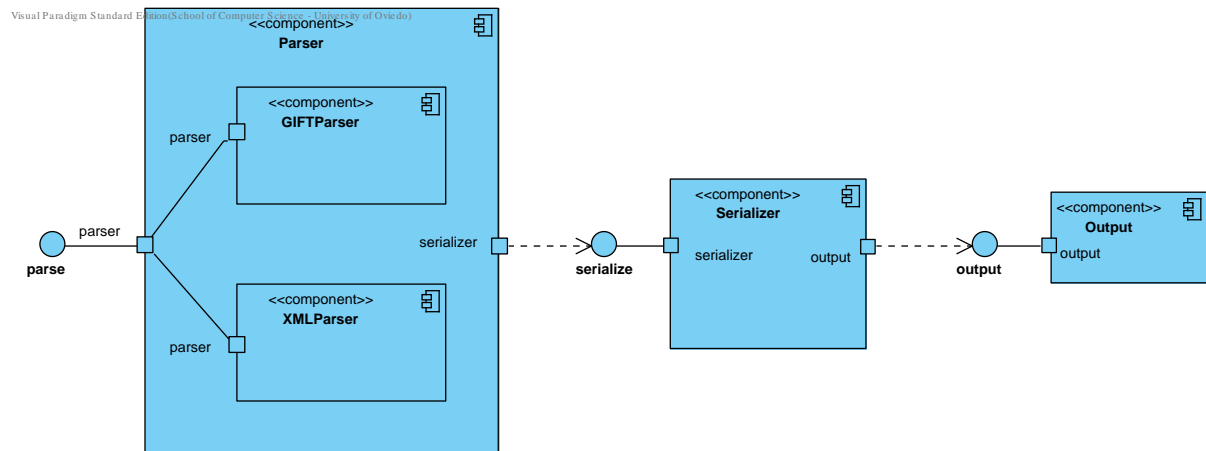 Visual Paradigm Standard Edition(School of Computer Science - University of Oviedo)
<<component>>
Parser
<<component>>
GIFTParser
parser
parser
parse
serializer
<<component>>
XMLParser
parser
serialize
<<component>>
Serializer
serializer
output
output
<<component>>
Output
output